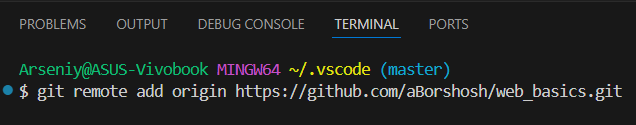 PROBLEMS OUTPUT DEBUG CONSOLE TERMINAL PORTS
Arseniy@ASUS-Vivobook MINGW64 ~/.vscode (master)
$ git remote add origin https://github.com/aBorshosh/web_basics.git